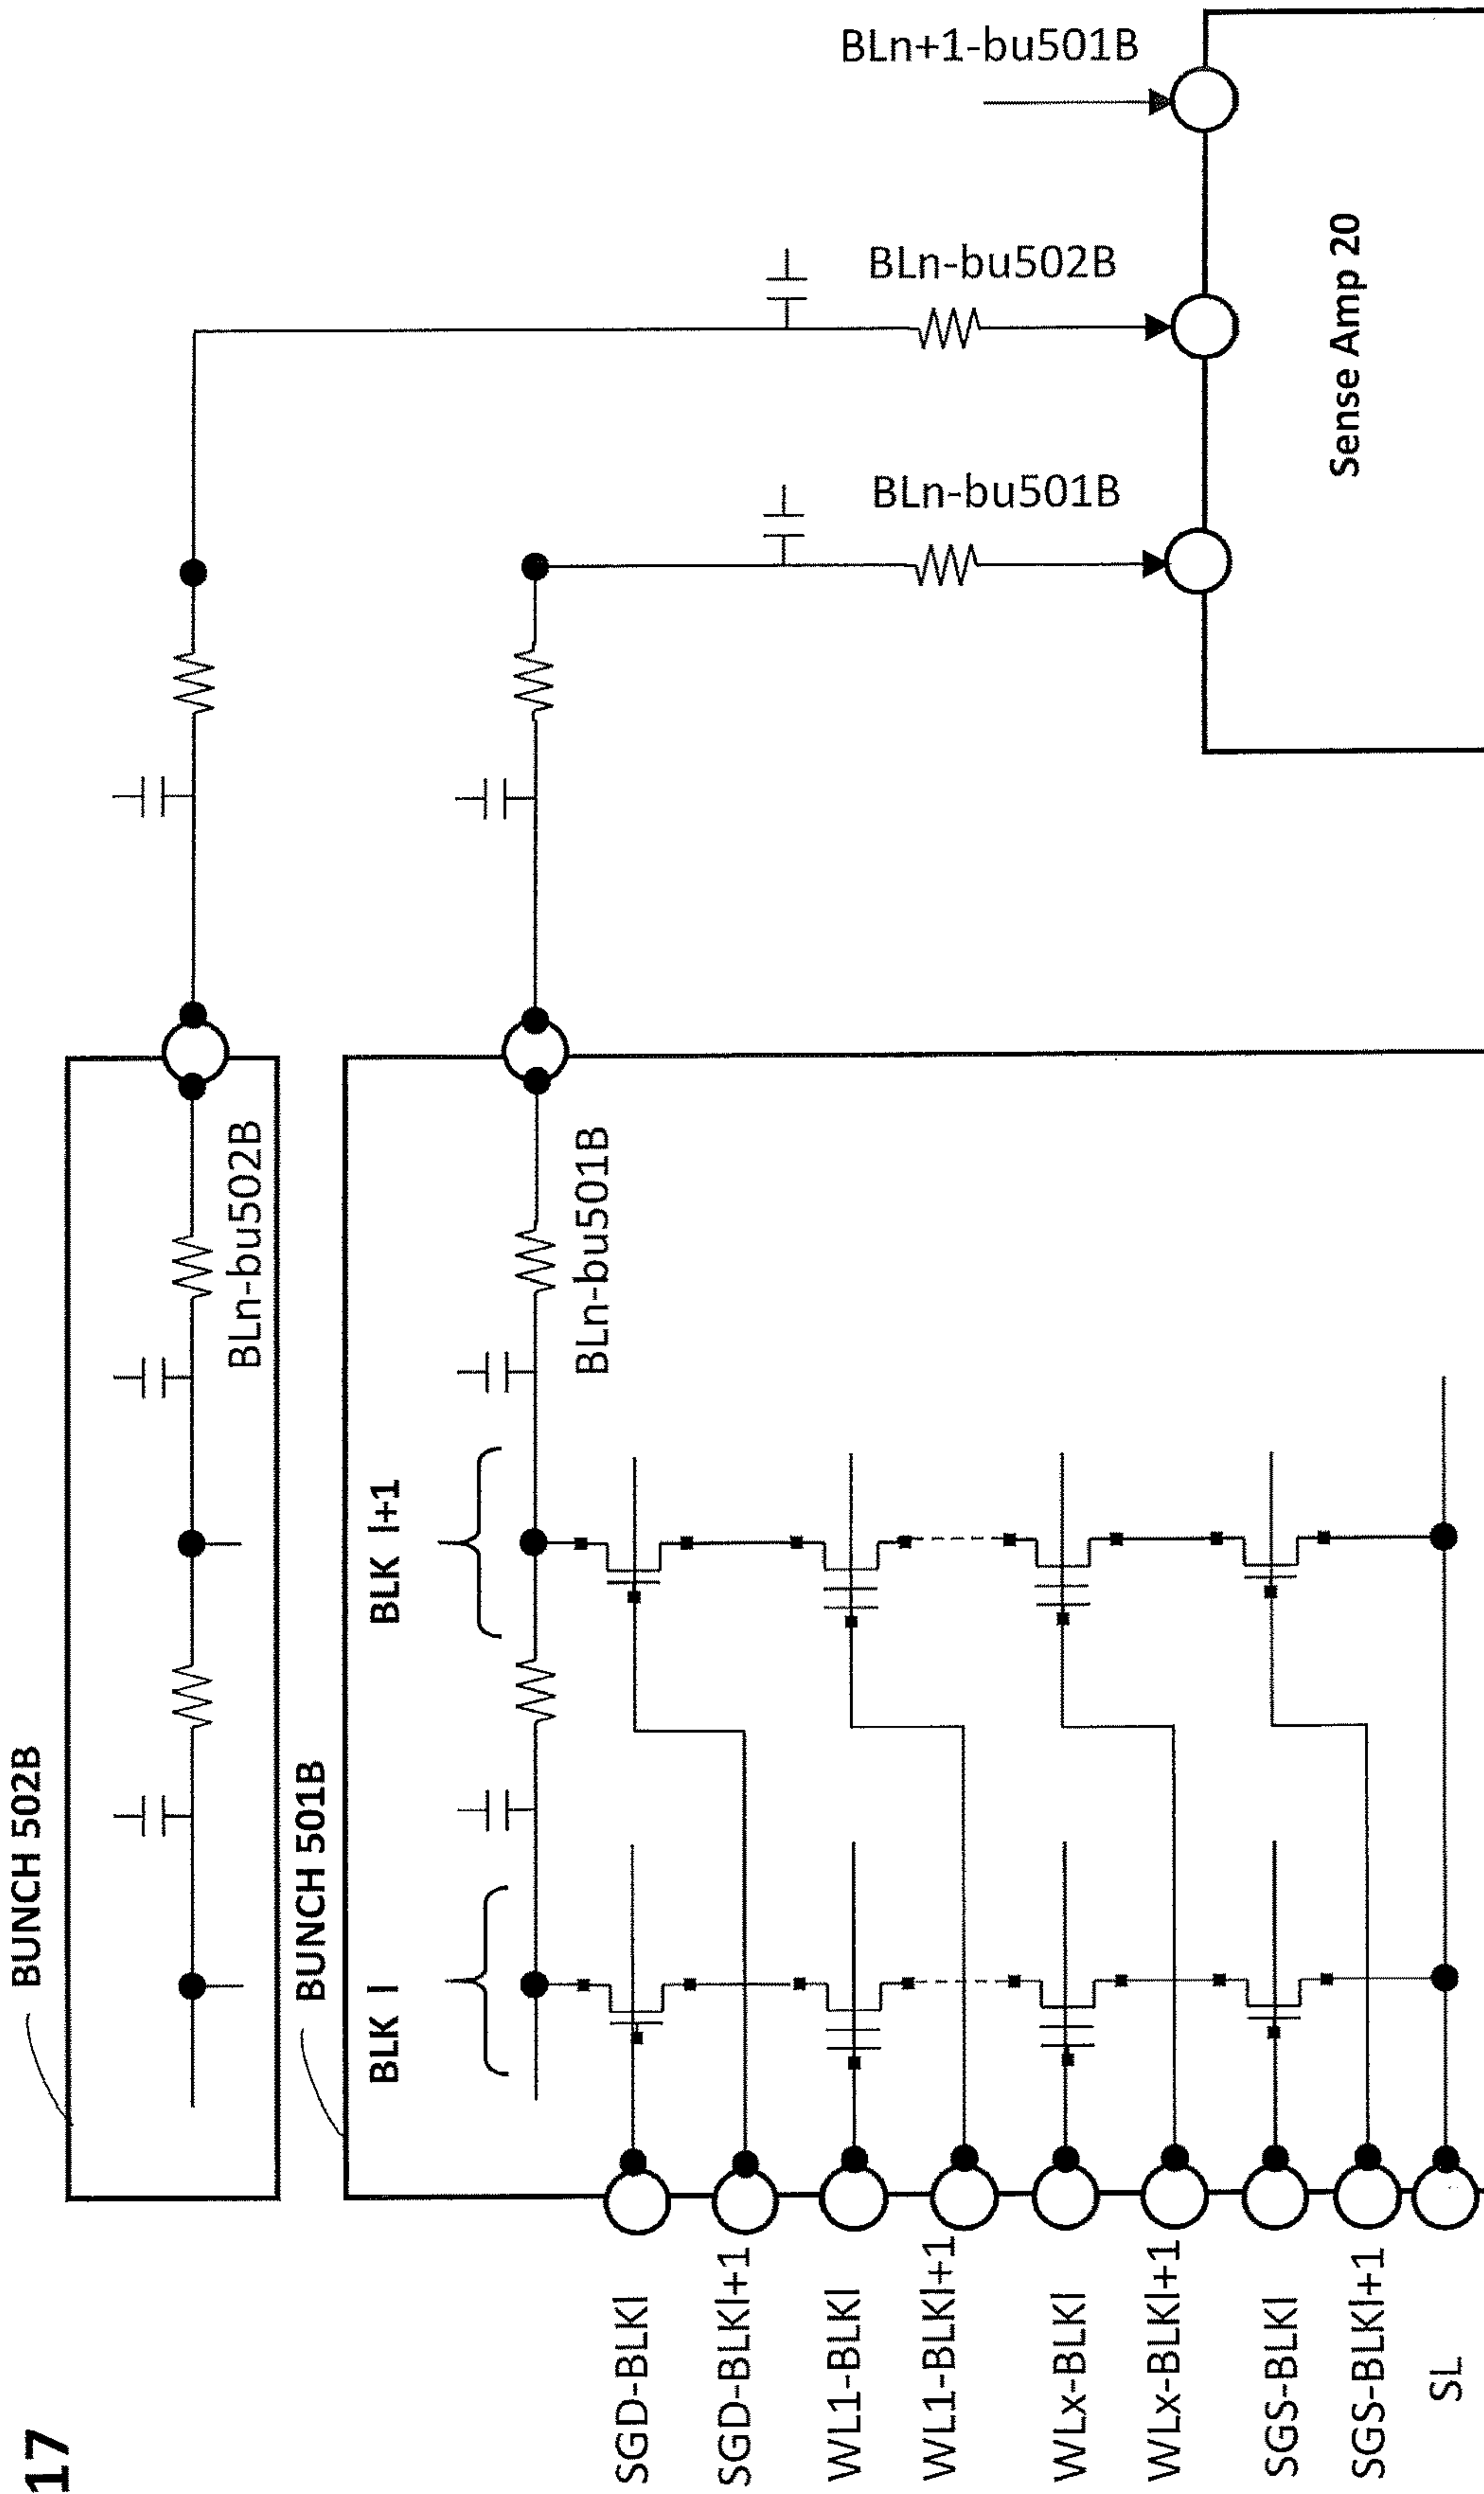 17
BUNCH 502B
BLn-bu502B
BUNCH 501B
BLK I
BLK I+1
BLn-bu501B
SGD-BLKI
SGD-BLKI+1
WL1-BLKI
WL1-BLKI+1
WLx-BLKI
WLx-BLKI+1
SGS-BLKI
SGS-BLKI+1
SL
BLn-bu501B
BLn-bu502B
BLn+1-bu501B
Sense Amp 20